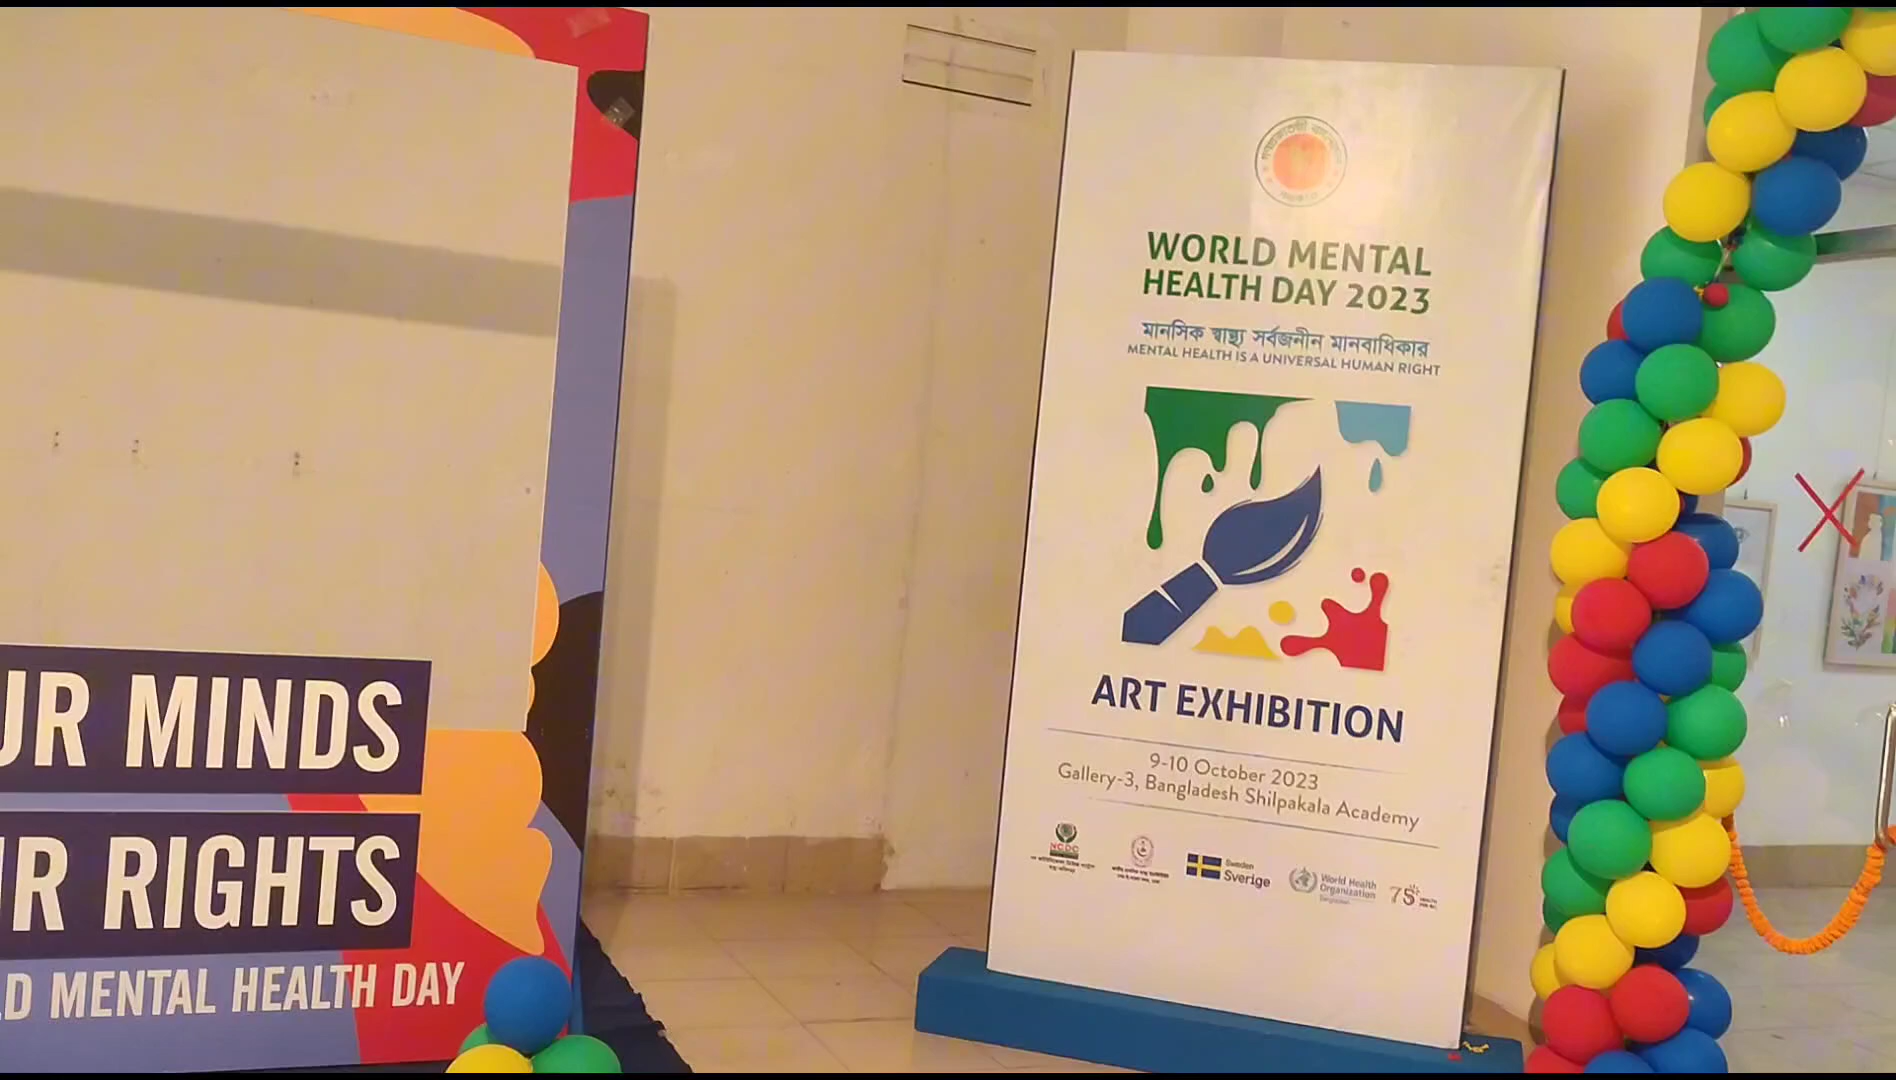 UR MINDS
R RIGHTS
LD MENTAL HEALTH DAY
WORLD MENTAL
HEALTH DAY 2023
মানসিক স্বাস্থ্য সর্বজনীন মানবাধিকার
MENTAL HEALTH IS A UNIVERSAL HUMAN RIGHT
ART EXHIBITION
9-10 October 2023
Gallery-3, Bangladesh Shilpakala Academy
NCDC
Sweden
Sverige
World Health
Organization
Bangladesh
75